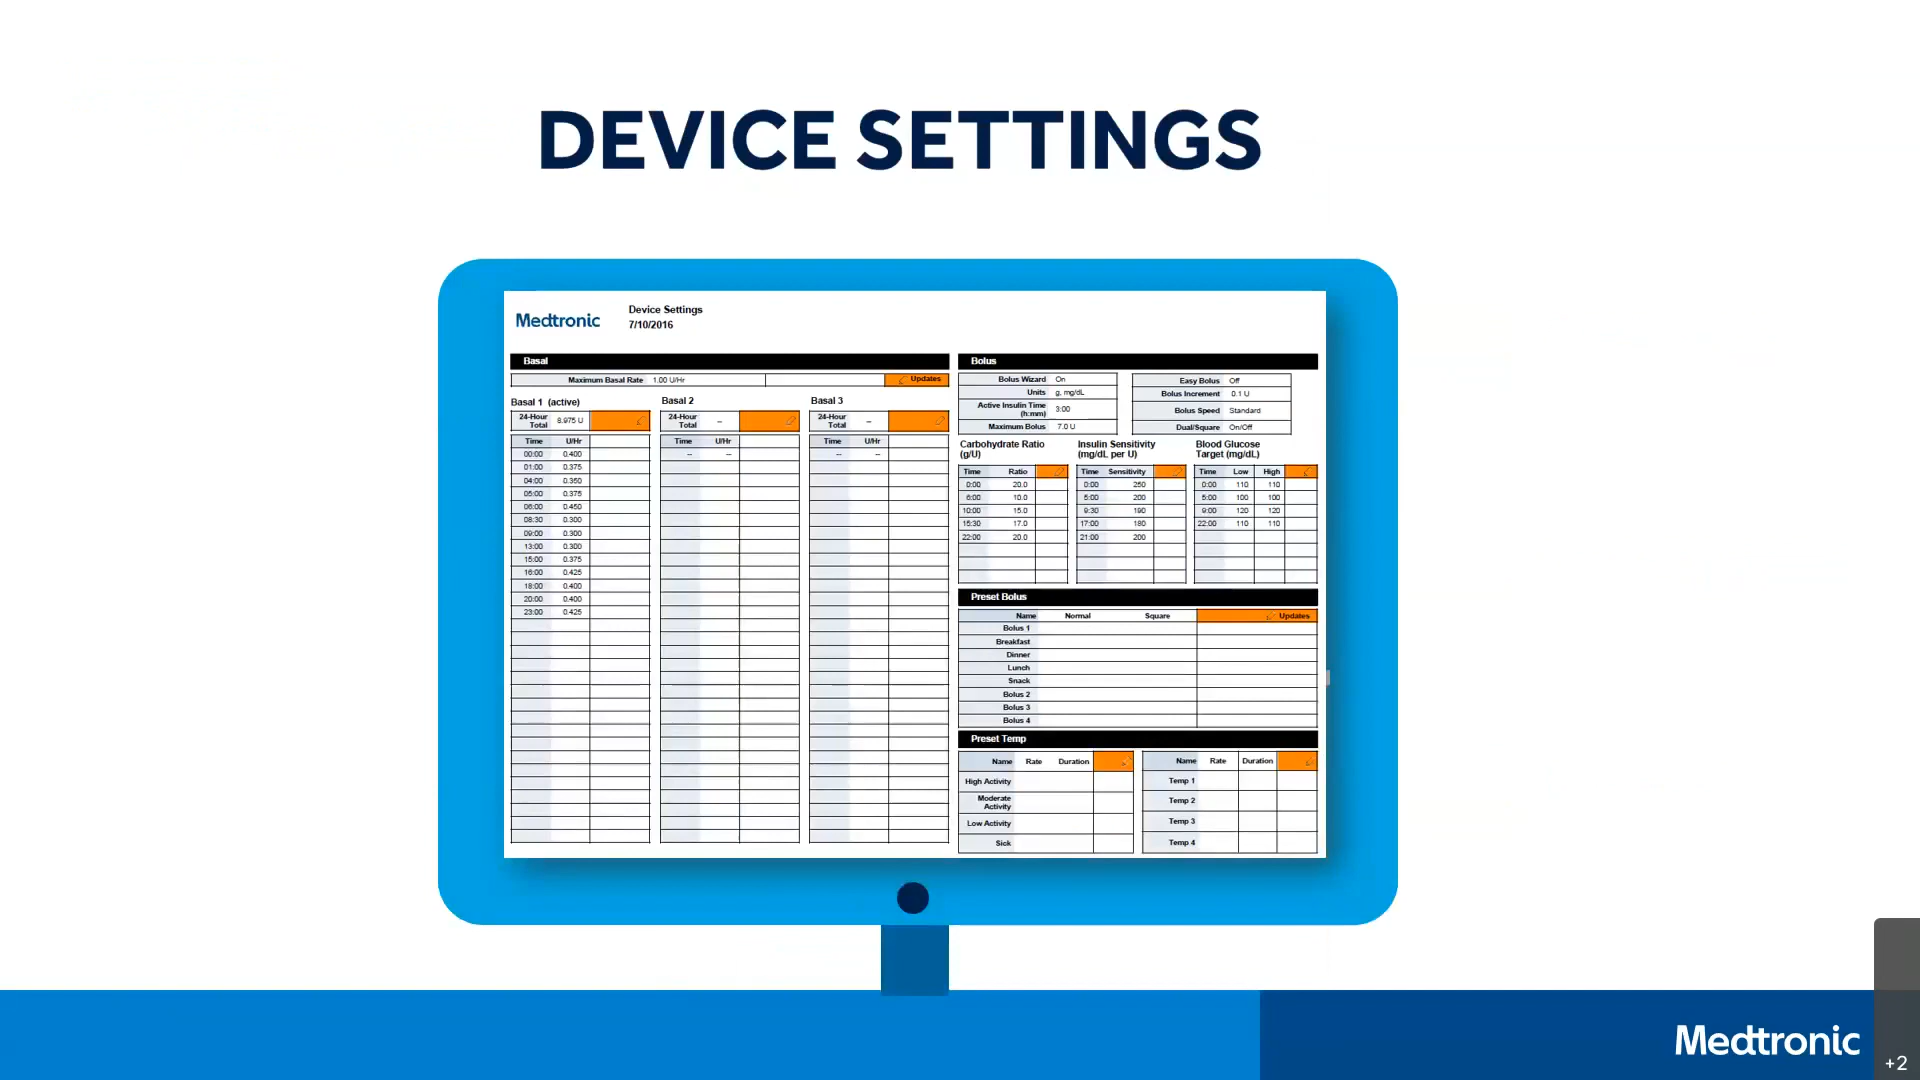 DEVICE SETTINGS
Medtronic
Device Settings
7/10/2016
Basal
Maximum Basal Rate 1.00 U/Hr
Updates
Basal 1 (active)
24-Hour Total 8.975 U
Time U/Hr
00:00 0.400
01:00 0.375
04:00 0.350
05:00 0.375
06:00 0.450
08:30 0.300
09:00 0.300
13:00 0.300
15:00 0.375
16:00 0.425
18:00 0.400
20:00 0.400
23:00 0.425
Basal 2
24-Hour Total --
Time U/Hr
-- --
Basal 3
24-Hour Total --
Time U/Hr
-- --
Bolus
Bolus Wizard On
Units g, mg/dL
Active Insulin Time (h:mm) 3:00
Maximum Bolus 7.0 U
Easy Bolus Off
Bolus Increment 0.1 U
Bolus Speed Standard
Dual/Square On/Off
Carbohydrate Ratio
(g/U)
Time Ratio
0:00 20.0
6:00 10.0
10:00 15.0
15:30 17.0
22:00 20.0
Insulin Sensitivity
(mg/dL per U)
Time Sensitivity
0:00 250
5:00 200
9:30 190
17:00 180
21:00 200
Blood Glucose
Target (mg/dL)
Time Low High
0:00 110 110
5:00 100 100
9:00 120 120
22:00 110 110
Preset Bolus
Name Normal Square Updates
Bolus 1
Breakfast
Dinner
Lunch
Snack
Bolus 2
Bolus 3
Bolus 4
Preset Temp
Name Rate Duration
High Activity
Moderate
Activity
Low Activity
Sick
Name Rate Duration
Temp 1
Temp 2
Temp 3
Temp 4
Medtronic
+2